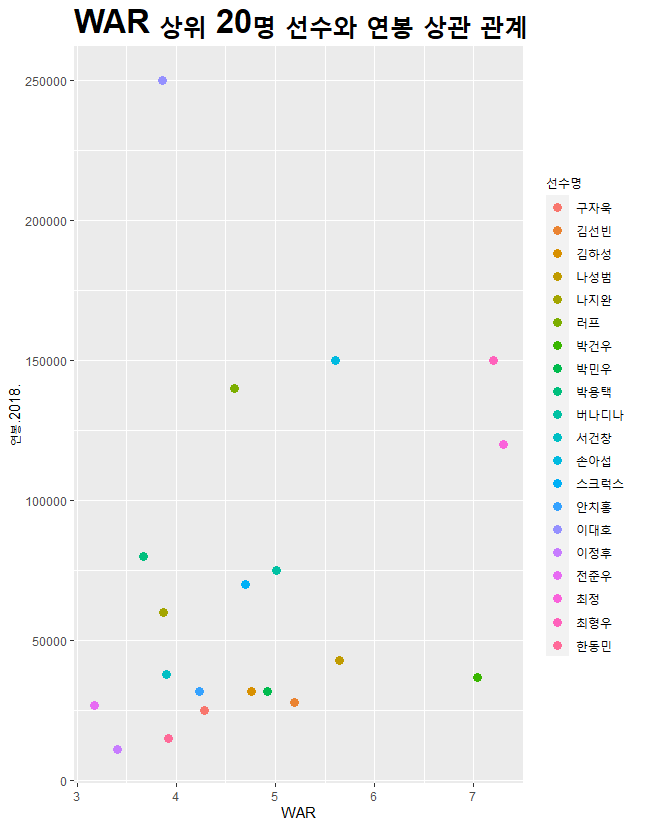 WAR 상위 20명 선수와 연봉 상관 관계
250000
200000
150000
100000
50000
0
연봉.2018.
3
4
5
6
7
WAR
선수명
구자욱
김선빈
김하성
나성범
나지완
러프
박건우
박민우
박용택
버나디나
서건창
손아섭
스크럭스
안치홍
이대호
이정후
전준우
최정
최형우
한동민